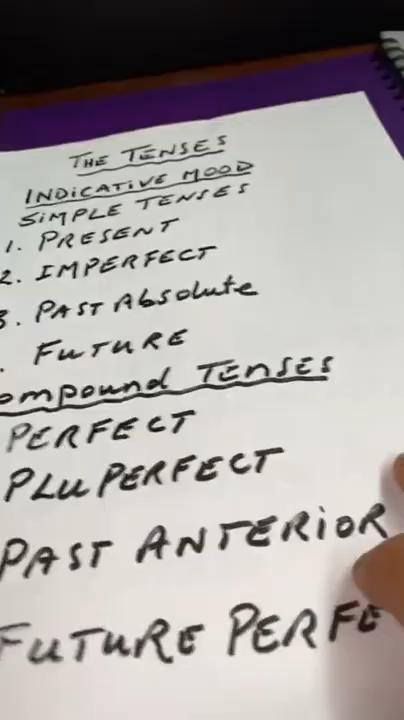 THE TENSES
INDICATIVE MOOD
SIMPLE TENSES
1. PRESENT
2. IMPERFECT
3. PAST Absolute
. FUTURE
ompound TENSES
PERFECT
PLUPERFECT
PAST ANTERIOR
FUTURE PERFE